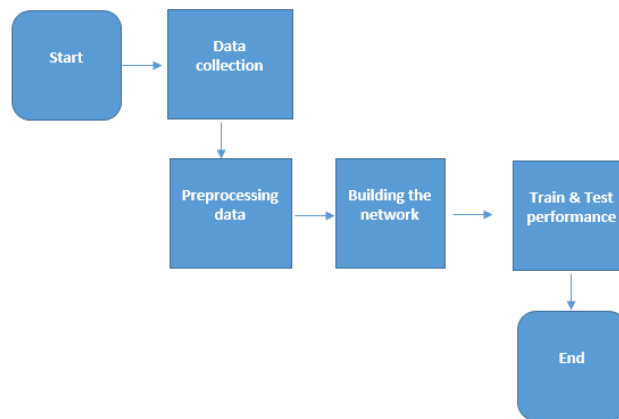 Start
Data
collection
Preprocessing
data
Building the
network
Train & Test
performance
End